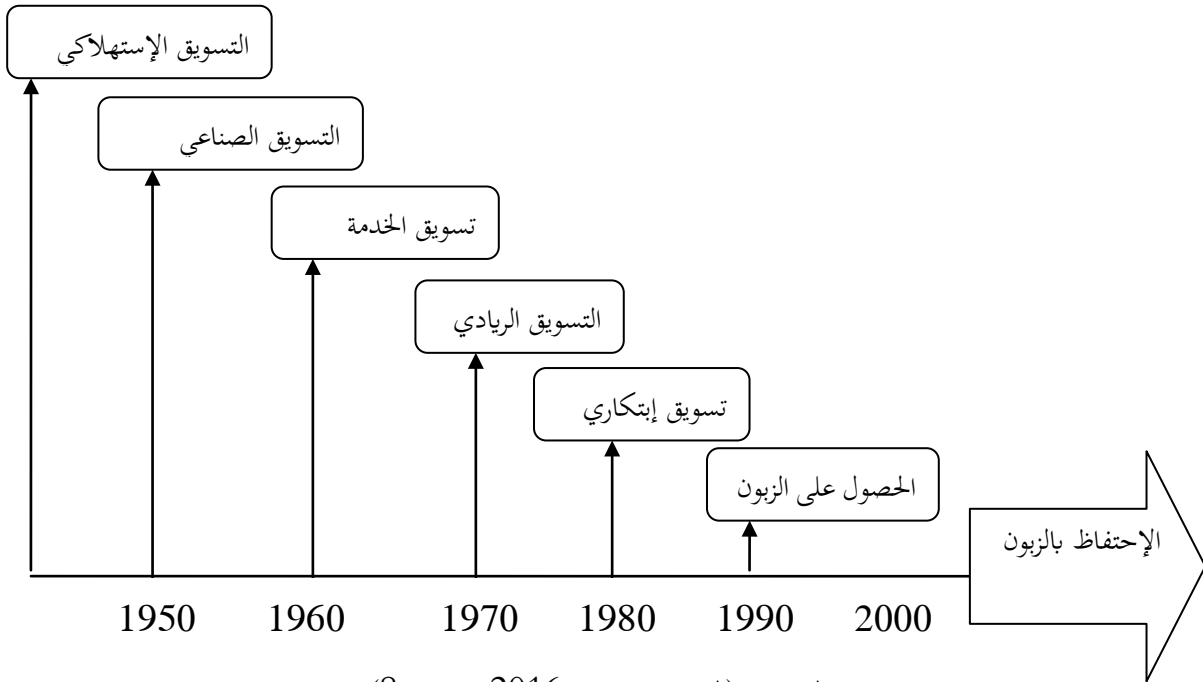 التسويق الإستهلاكي
التسويق الصناعي
تسويق الخدمة
التسويق الريادي
تسويق إبتكاري
الحصول على الزبون
الإحتفاظ بالزبون
1950 1960 1970 1980 1990 2000
2016